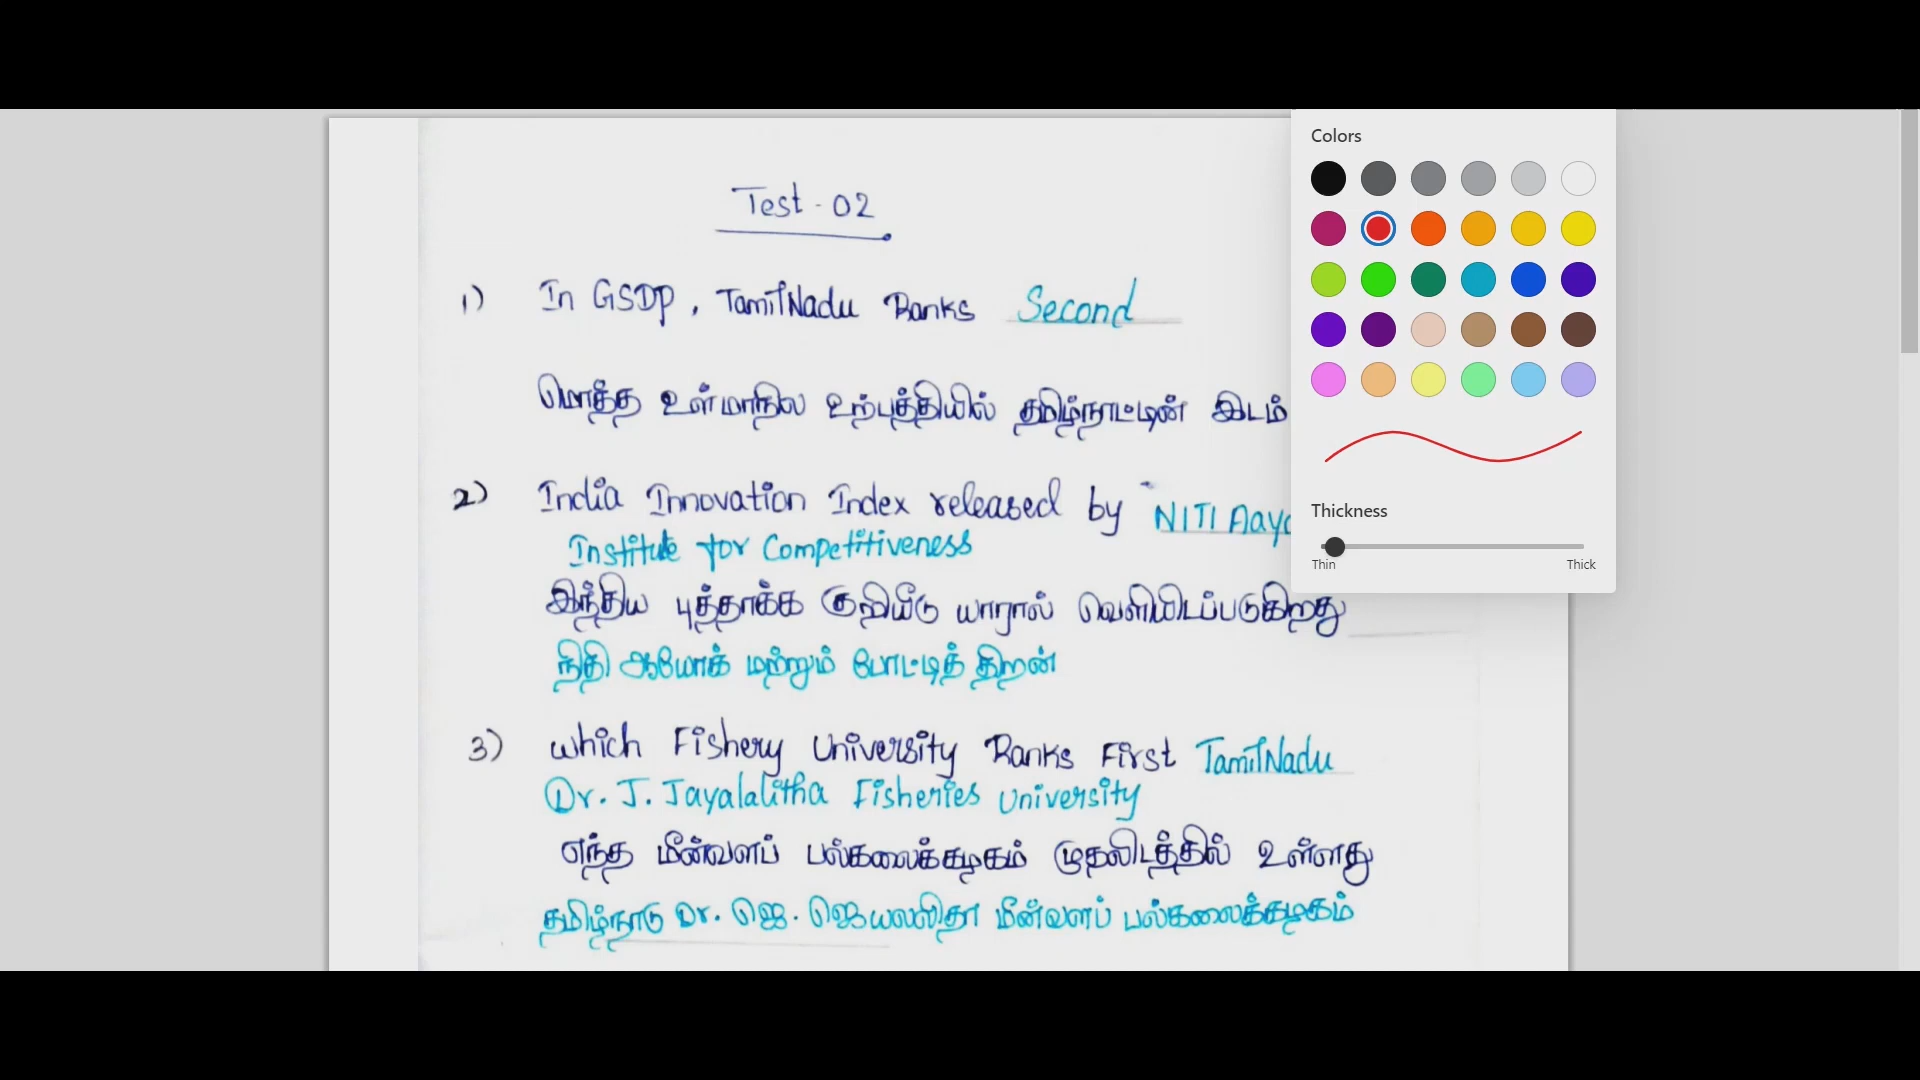 Test - 02
1) In GSDP, TamilNadu Ranks Second
மொத்த உள்மாநில உற்பத்தியில் தமிழ்நாட்டின் இடம்
2) India Innovation Index released by NITI Aayo
Institute for Competitiveness
இந்திய புத்தாக்க குறியீடு யாரால் வெளியிடப்படுகிறது
நிதி ஆயோக் மற்றும் போட்டித் திறன்
3) which Fishery University Ranks First TamilNadu
Dr. J. Jayalalitha Fisheries University
எந்த மீன்வளப் பல்கலைக்கழகம் முதலிடத்தில் உள்ளது
தமிழ்நாடு Dr. ஜெ. ஜெயலலிதா மீன்வளப் பல்கலைக்கழகம்
Colors
Thickness
Thin Thick